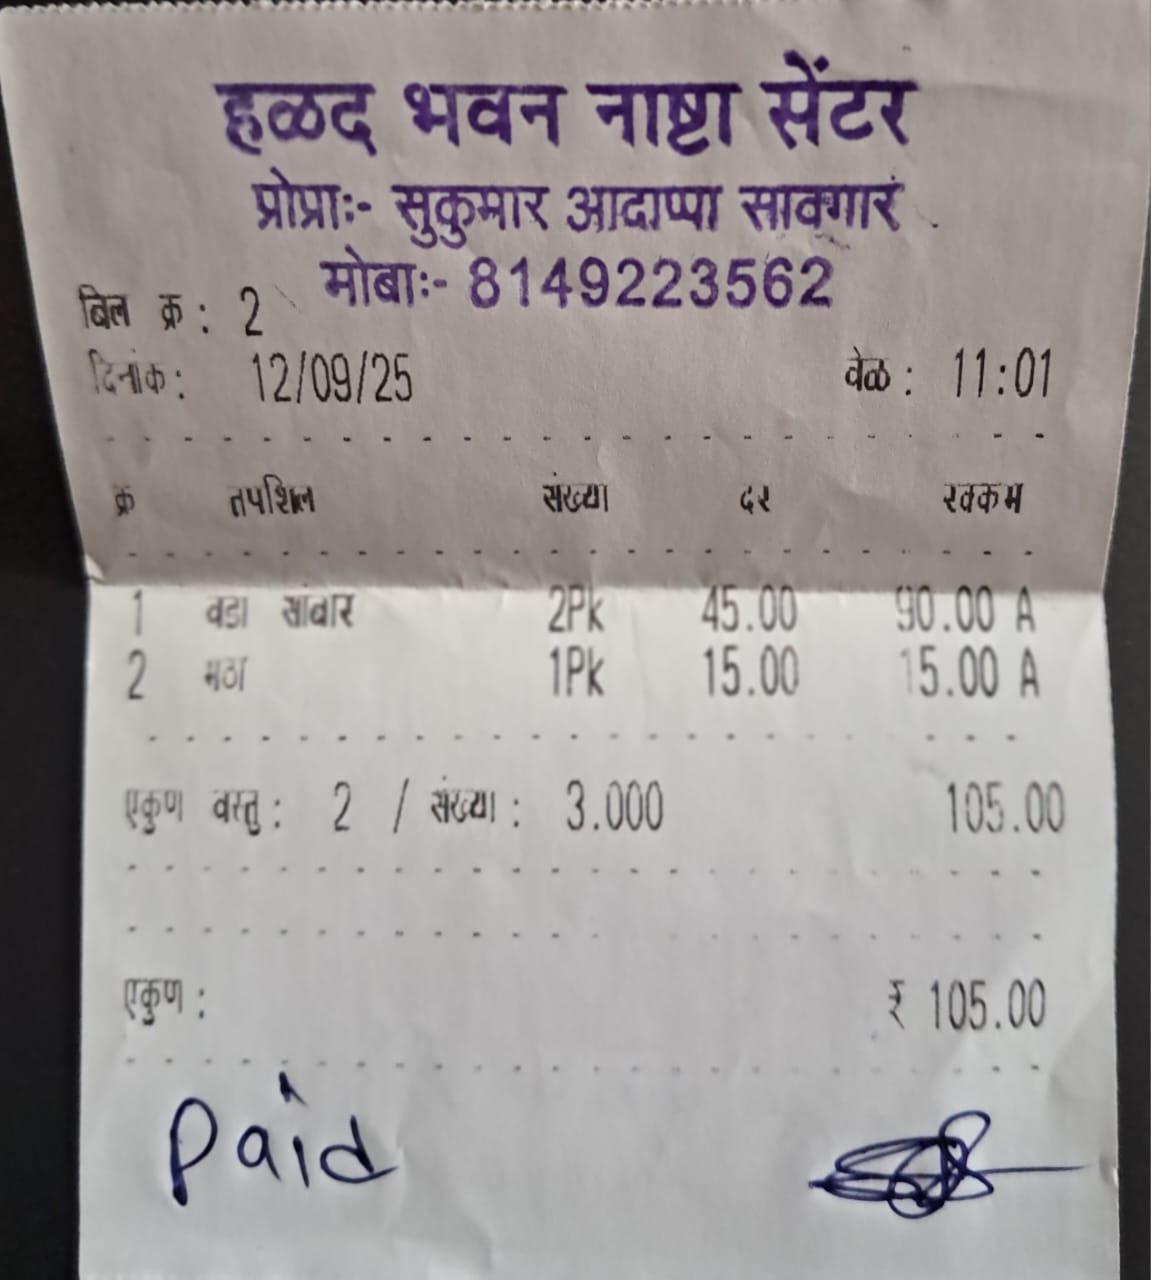 हळद भवन नाष्टा सेंटर
प्रोप्राः- सुकुमार आदाप्पा सावगार
मोबाः- 8149223562
बिल क्र : 2
दिनांक : 12/09/25 वेळ : 11:01
क्र तपशिल संख्या दर रक्कम
1 वडा सांबार 2Pk 45.00 90.00 A
2 मठा 1Pk 15.00 15.00 A
एकुण वस्तु : 2 / संख्या : 3.000 105.00
एकुण : ₹ 105.00
Paid